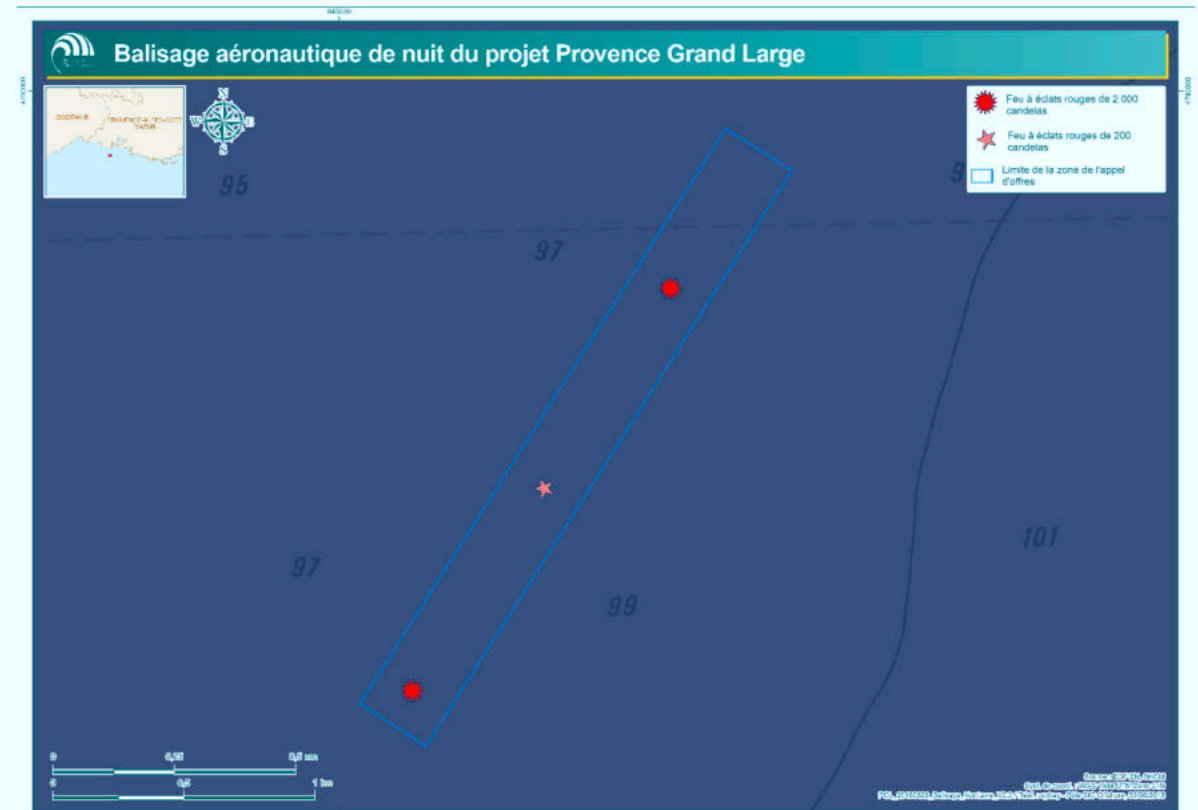 Balisage aéronautique de nuit du projet Provence Grand Large
N
W
E
S
OCCITANIE
Feu à éclats rouges de 2 000
candelas
Feu à éclats rouges de 200
candelas
Limite de la zone de l'appel
d'offres
95
9
97
97
99
101
0 0,25 0,5 nm
0 0,5 1 km